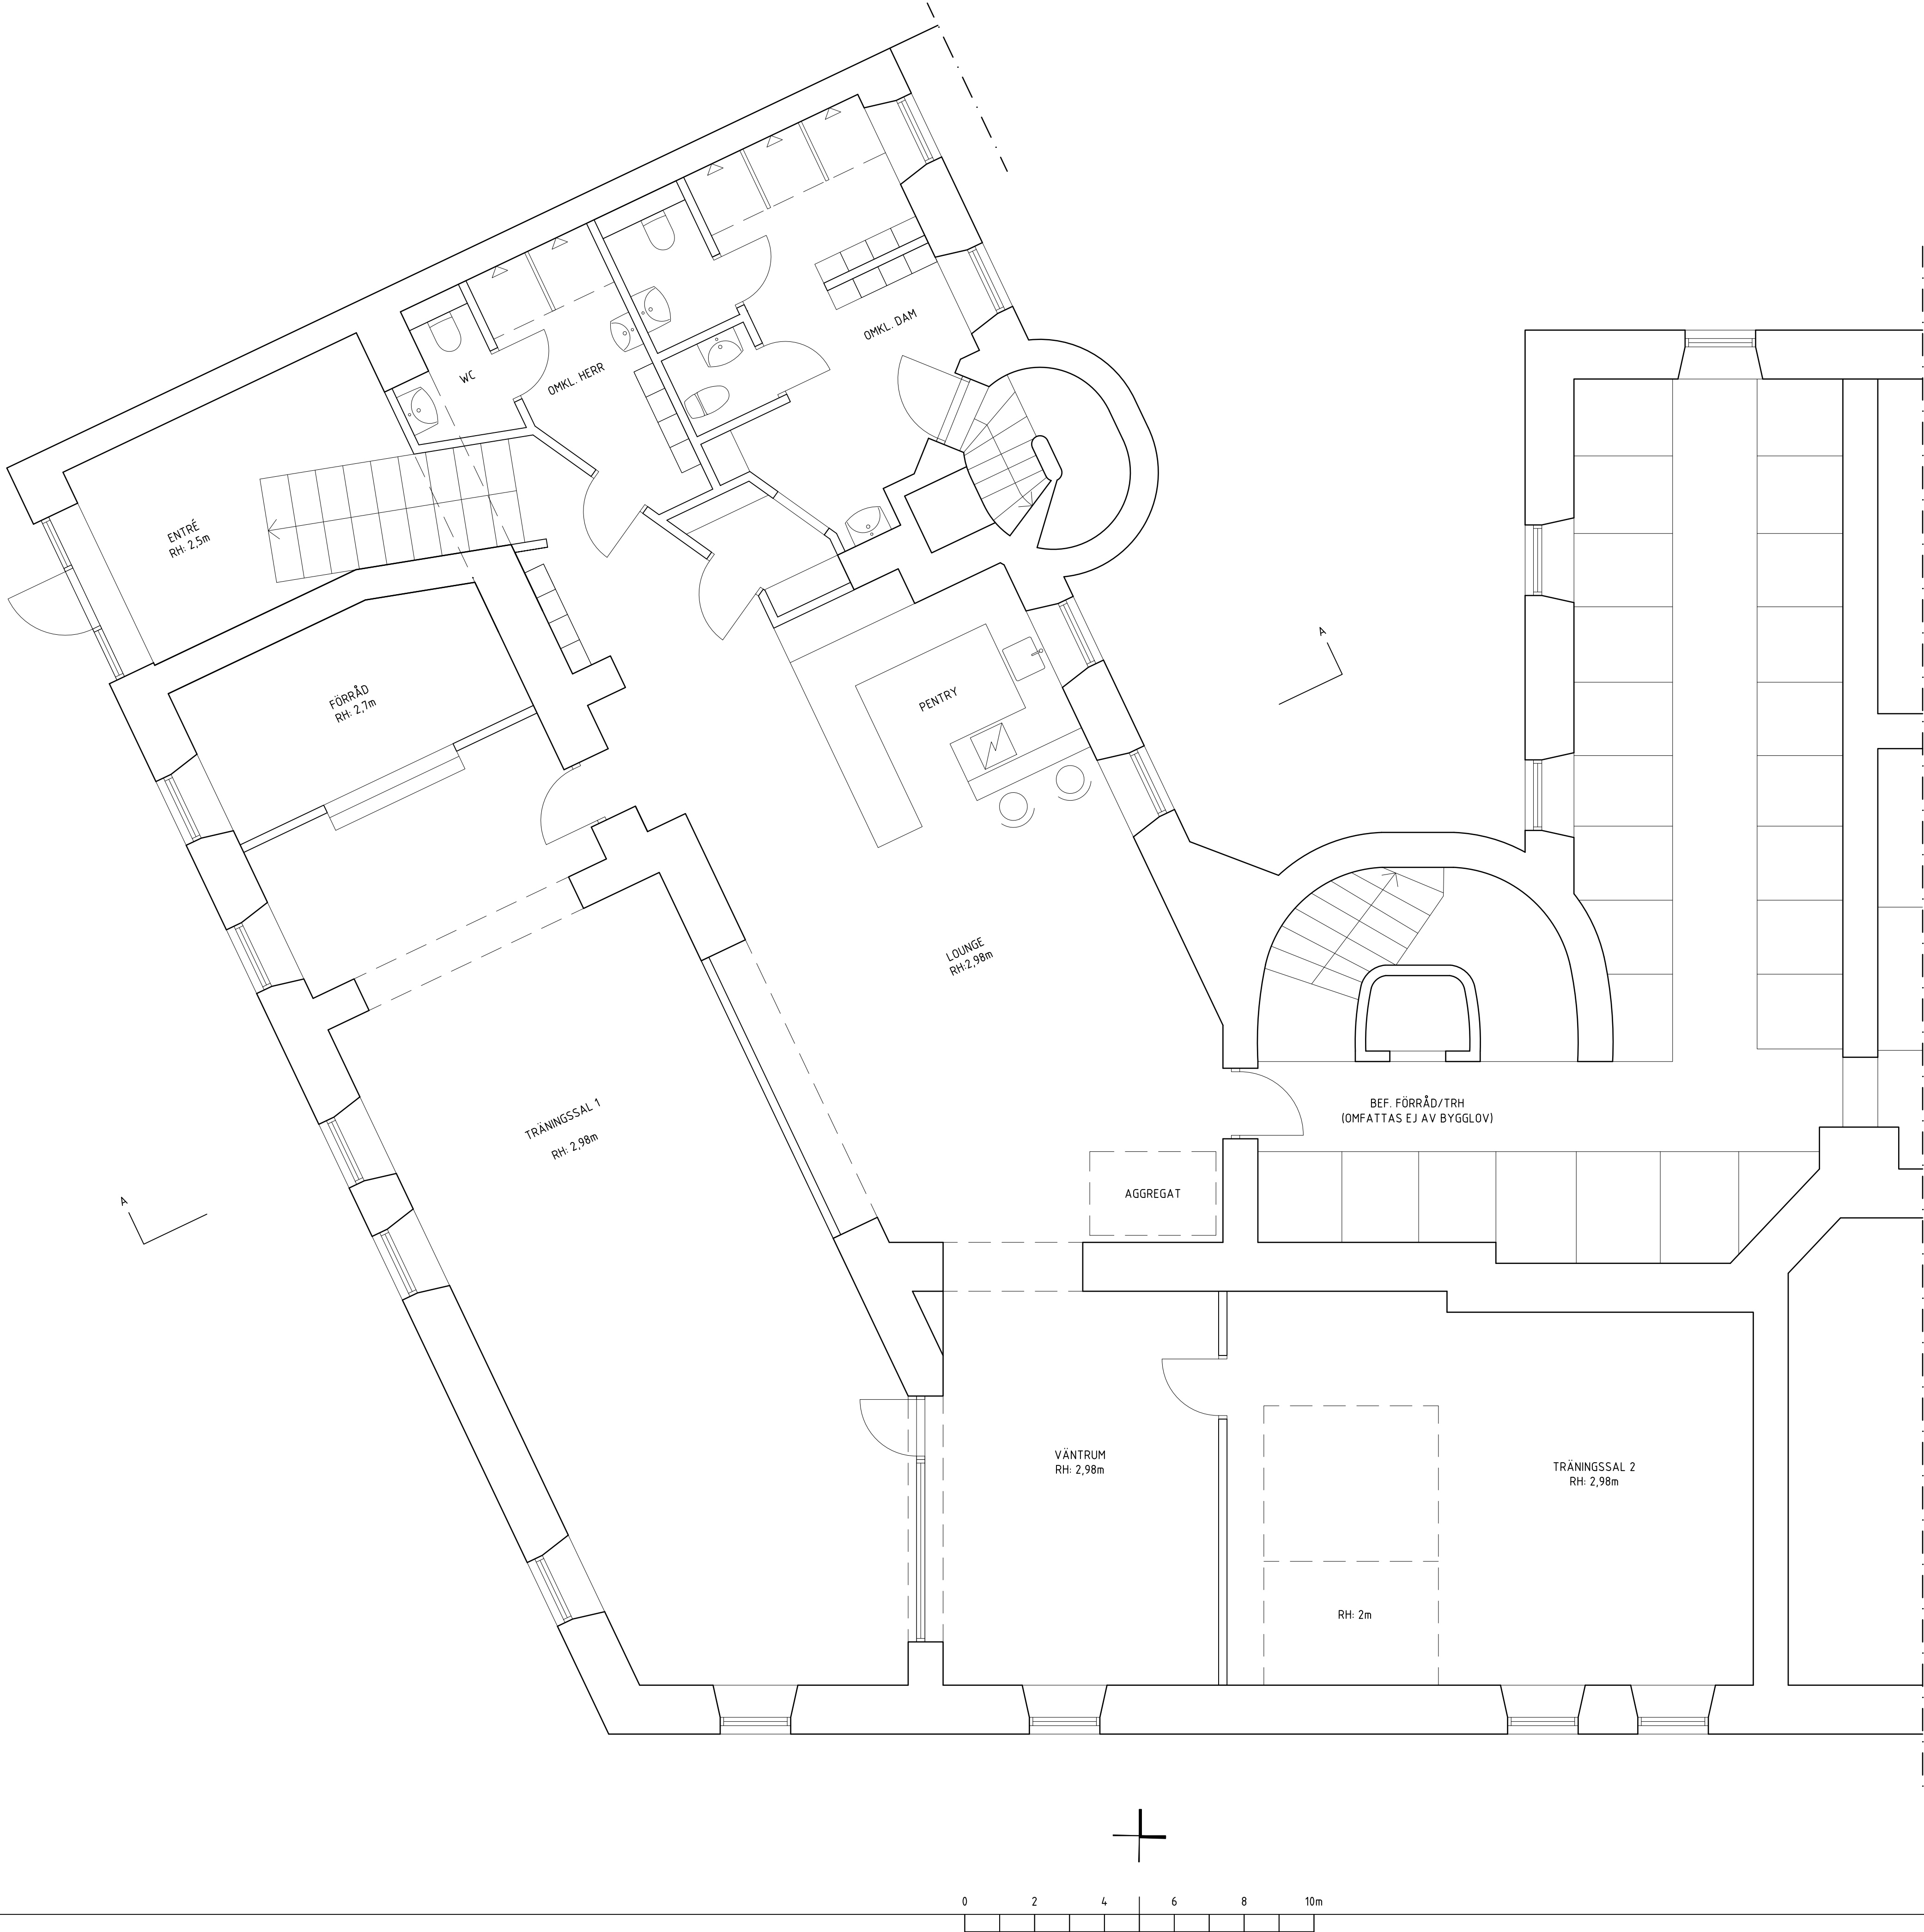 OMKL. DAM
WC
OMKL. HERR
ENTRÉ
RH: 2,5m
FÖRRÅD
RH: 2,7m
PENTRY
A
LOUNGE
RH:2,98m
TRÄNINGSSAL 1
RH: 2,98m
BEF. FÖRRÅD/TRH
(OMFATTAS EJ AV BYGGLOV)
AGGREGAT
A
VÄNTRUM
RH: 2,98m
TRÄNINGSSAL 2
RH: 2,98m
RH: 2m
0 2 4 6 8 10m